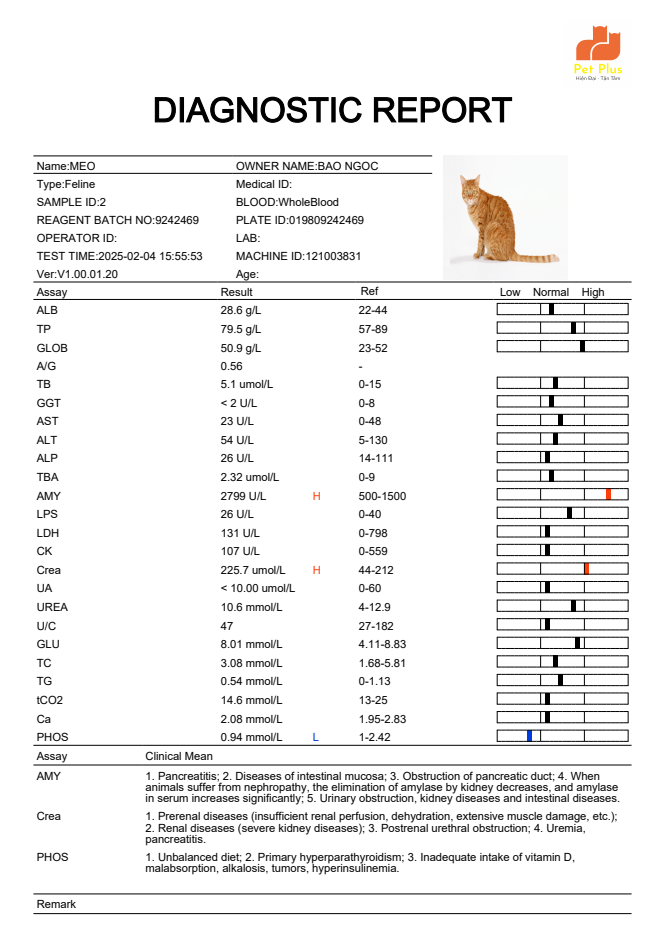 Pet Plus
Hiện Đại - Tận Tâm
DIAGNOSTIC REPORT
Name:MEO OWNER NAME:BAO NGOC
Type:Feline Medical ID:
SAMPLE ID:2 BLOOD:WholeBlood
REAGENT BATCH NO:9242469 PLATE ID:019809242469
OPERATOR ID: LAB:
TEST TIME:2025-02-04 15:55:53 MACHINE ID:121003831
Ver:V1.00.01.20 Age:
Assay Result Ref Low Normal High
ALB 28.6 g/L 22-44
TP 79.5 g/L 57-89
GLOB 50.9 g/L 23-52
A/G 0.56 -
TB 5.1 umol/L 0-15
GGT < 2 U/L 0-8
AST 23 U/L 0-48
ALT 54 U/L 5-130
ALP 26 U/L 14-111
TBA 2.32 umol/L 0-9
AMY 2799 U/L H 500-1500
LPS 26 U/L 0-40
LDH 131 U/L 0-798
CK 107 U/L 0-559
Crea 225.7 umol/L H 44-212
UA < 10.00 umol/L 0-60
UREA 10.6 mmol/L 4-12.9
U/C 47 27-182
GLU 8.01 mmol/L 4.11-8.83
TC 3.08 mmol/L 1.68-5.81
TG 0.54 mmol/L 0-1.13
tCO2 14.6 mmol/L 13-25
Ca 2.08 mmol/L 1.95-2.83
PHOS 0.94 mmol/L L 1-2.42
Assay Clinical Mean
AMY 1. Pancreatitis; 2. Diseases of intestinal mucosa; 3. Obstruction of pancreatic duct; 4. When
animals suffer from nephropathy, the elimination of amylase by kidney decreases, and amylase
in serum increases significantly; 5. Urinary obstruction, kidney diseases and intestinal diseases.
Crea 1. Prerenal diseases (insufficient renal perfusion, dehydration, extensive muscle damage, etc.);
2. Renal diseases (severe kidney diseases); 3. Postrenal urethral obstruction; 4. Uremia,
pancreatitis.
PHOS 1. Unbalanced diet; 2. Primary hyperparathyroidism; 3. Inadequate intake of vitamin D,
malabsorption, alkalosis, tumors, hyperinsulinemia.
Remark